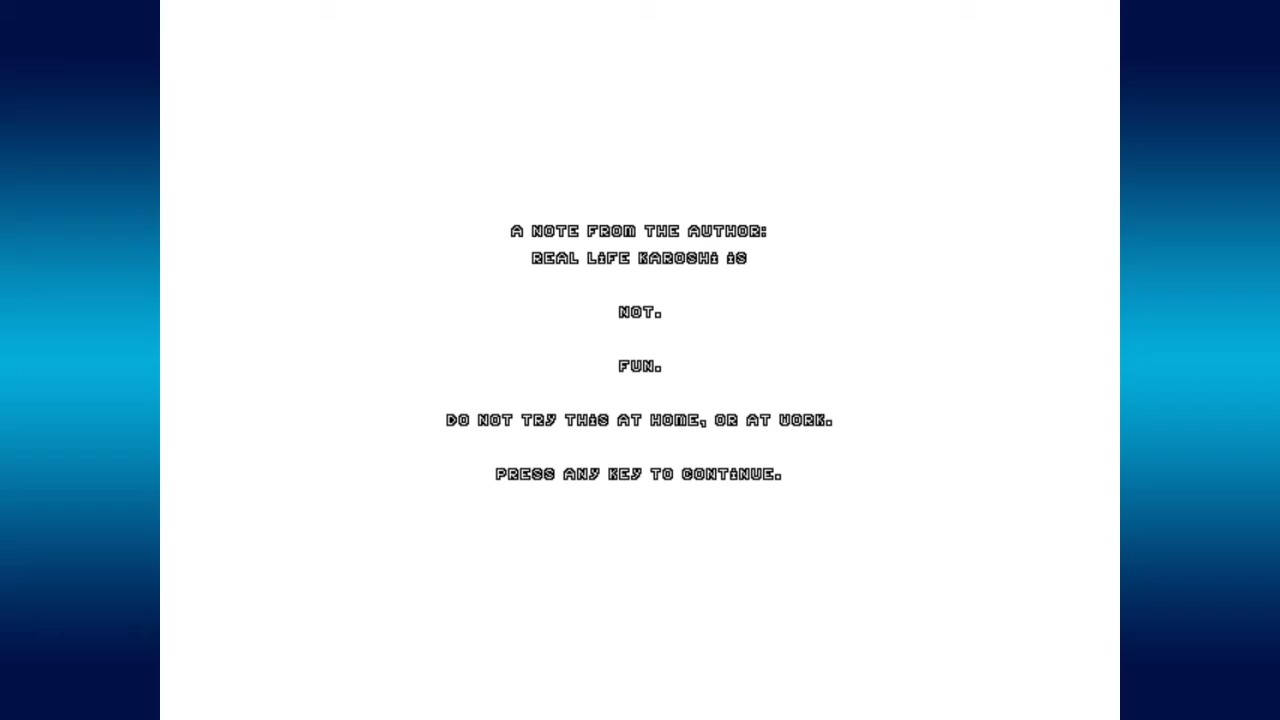 A NOTE FROM THE AUTHOR:
REAL LiFE KAROSHi iS
NOT.
FUN.
DO NOT TRY THiS AT HOME, OR AT WORK.
PRESS ANY KEY TO CONTiNUE.